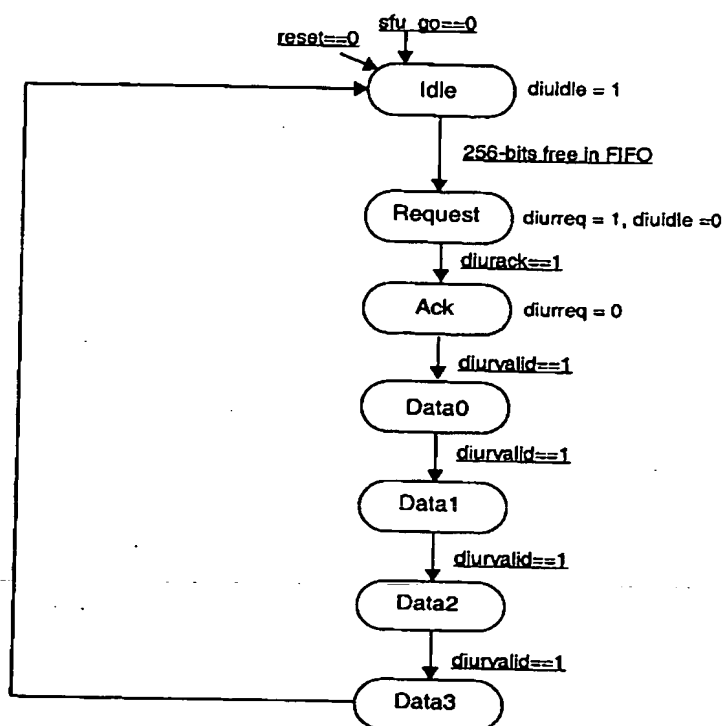 sfu_go==0
reset==0
Idle
diuidle = 1
256-bits free in FIFO
Request
diurreq = 1, diuidle =0
diurack==1
Ack
diurreq = 0
diurvalid==1
Data0
diurvalid==1
Data1
diurvalid==1
Data2
diurvalid==1
Data3